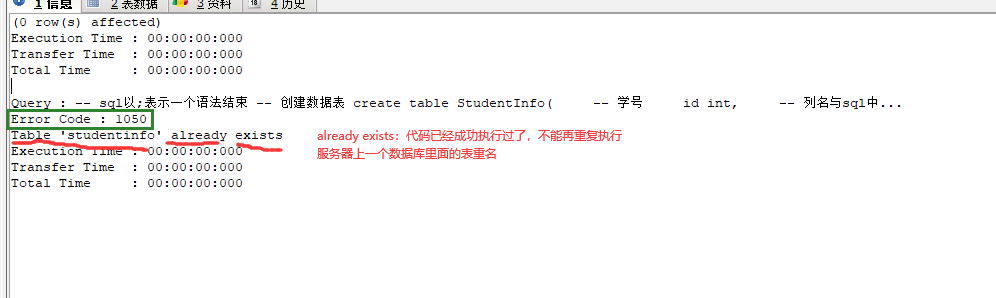 1 信息 2 表数据 3 资料 4 历史
(0 row(s) affected)
Execution Time : 00:00:00:000
Transfer Time : 00:00:00:000
Total Time : 00:00:00:000
Query : -- sql以;表示一个语法结束 -- 创建数据表 create table StudentInfo( -- 学号 id int, -- 列名与sql中...
Error Code : 1050
Table 'studentinfo' already exists
already exists：代码已经成功执行过了，不能再重复执行
Execution Time : 00:00:00:000
服务器上一个数据库里面的表重名
Transfer Time : 00:00:00:000
Total Time : 00:00:00:000